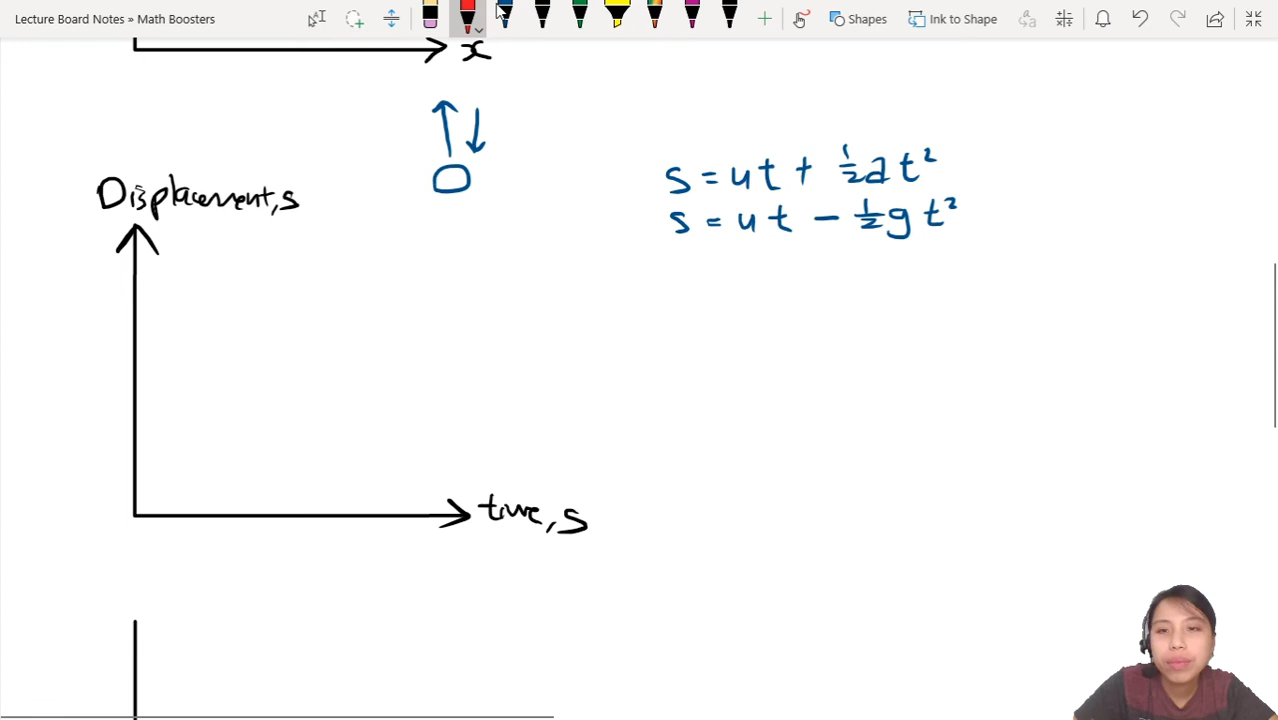 Lecture Board Notes » Math Boosters
Shapes
Ink to Shape
x
Displacement, s
s = ut + ½at²
s = ut - ½gt²
time, s